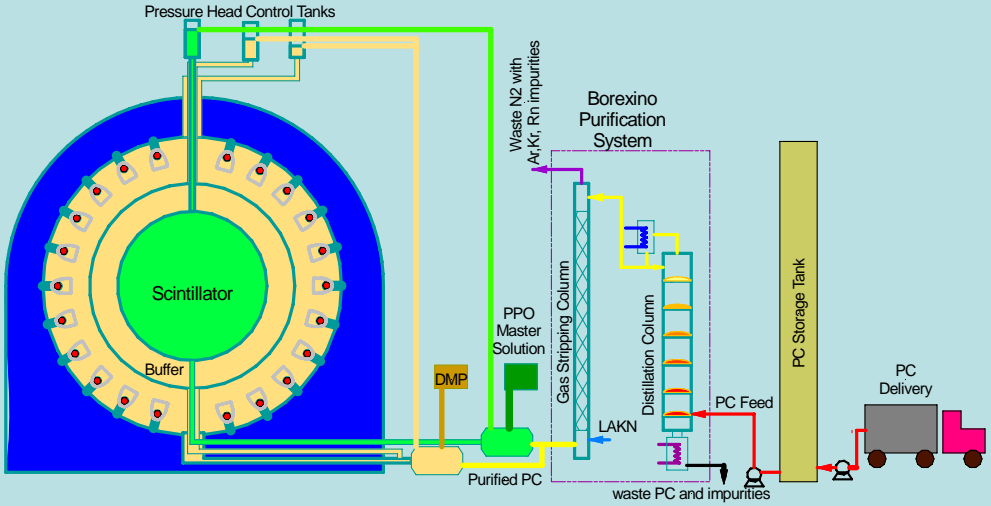 Pressure Head Control Tanks
Waste N2 with
Ar,Kr, Rn impurities
Borexino
Purification
System
Scintillator
Buffer
PPO
Master
Solution
DMP
Gas Stripping Column
Distillation Column
PC Storage Tank
PC
Delivery
PC Feed
LAKN
Purified PC
waste PC and impurities